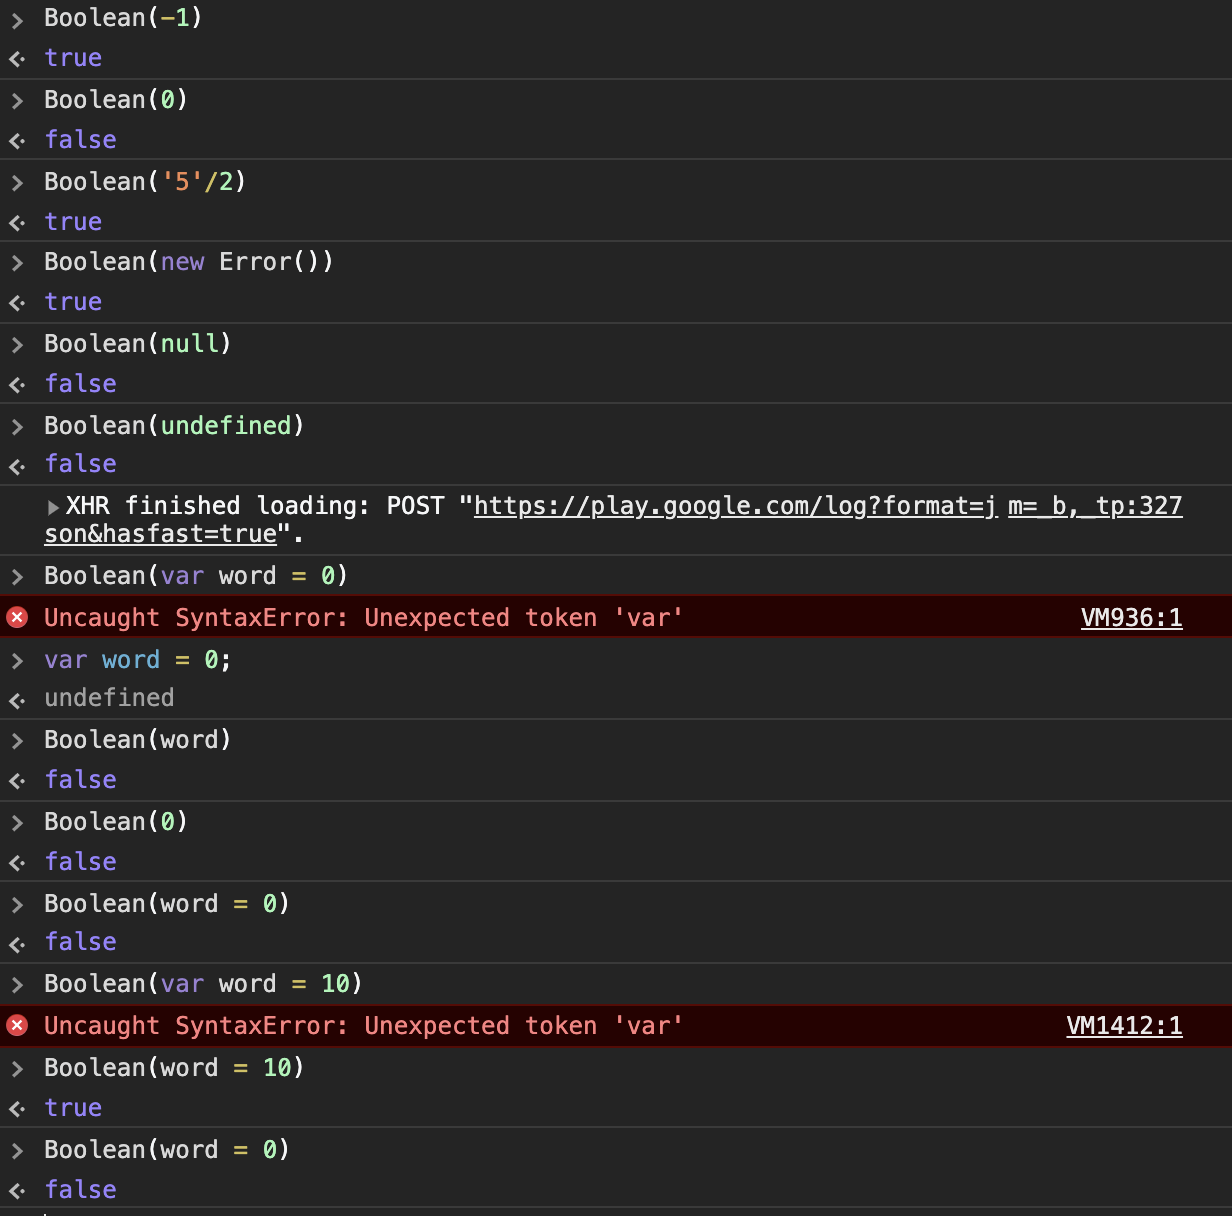 Boolean(-1)
true
Boolean(0)
false
Boolean('5'/2)
true
Boolean(new Error())
true
Boolean(null)
false
Boolean(undefined)
false
XHR finished loading: POST "https://play.google.com/log?format=j m=_b,_tp:327
son&hasfast=true".
Boolean(var word = 0)
Uncaught SyntaxError: Unexpected token 'var' VM936:1
var word = 0;
undefined
Boolean(word)
false
Boolean(0)
false
Boolean(word = 0)
false
Boolean(var word = 10)
Uncaught SyntaxError: Unexpected token 'var' VM1412:1
Boolean(word = 10)
true
Boolean(word = 0)
false